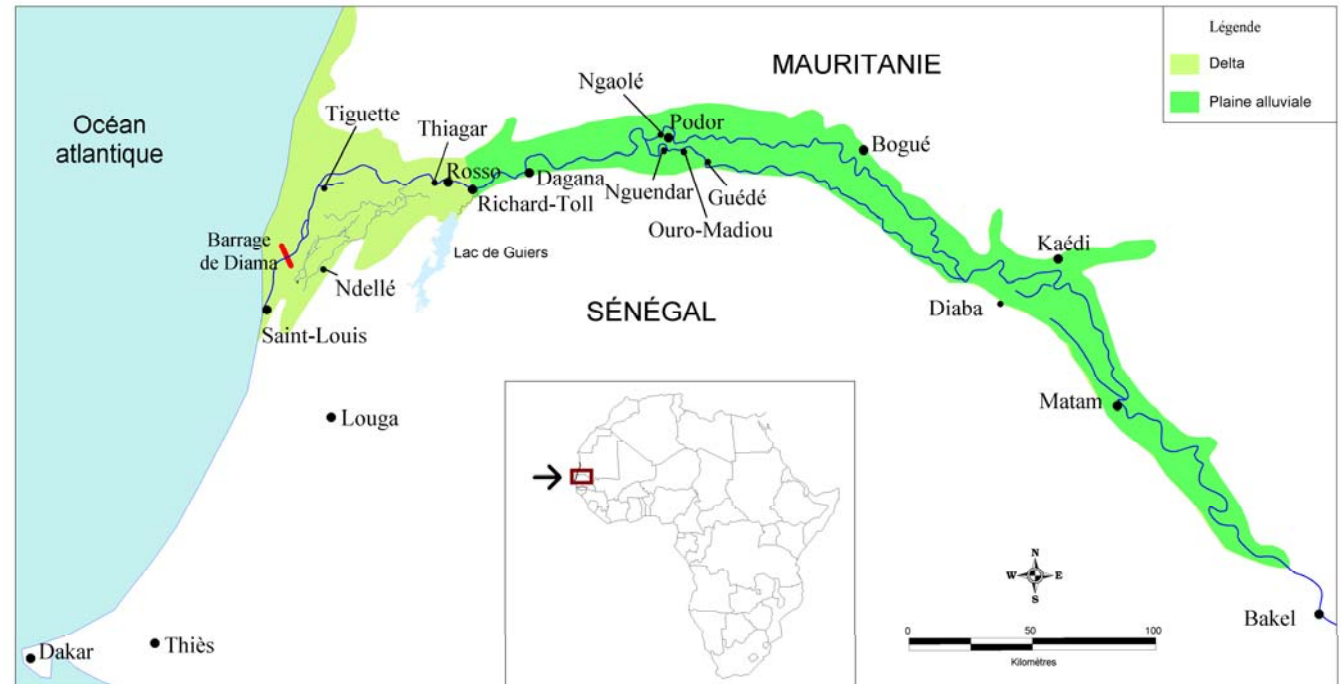 Légende
Delta
Plaine alluviale
MAURITANIE
Océan
atlantique
Tiguette
Thiagar
Rosso
Richard-Toll
Dagana
Ngaolé
Podor
Nguendar
Guédé
Ouro-Madiou
Bogué
Kaédi
Diaba
Matam
Bakel
Barrage
de Diama
Lac de Guiers
Ndellé
Saint-Louis
SÉNÉGAL
Louga
Thiès
Dakar
N
W E
S
0 50 100
Kilomètres